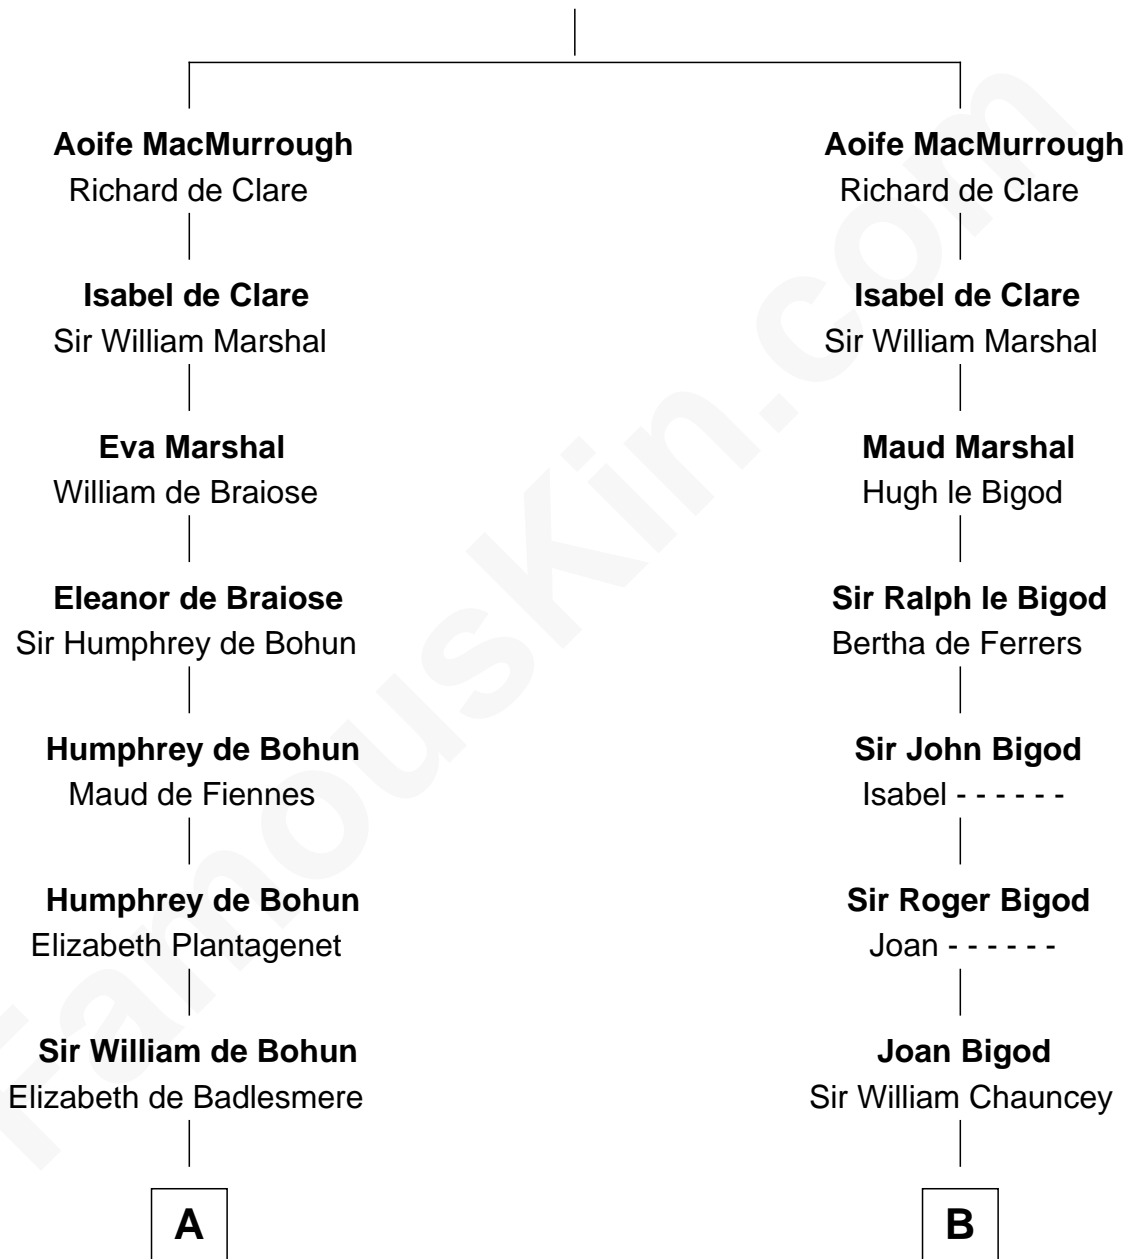 Aoife MacMurrough
Richard de Clare
Isabel de Clare
Sir William Marshal
Eva Marshal
William de Braiose
Eleanor de Braiose
Sir Humphrey de Bohun
Humphrey de Bohun
Maud de Fiennes
Humphrey de Bohun
Elizabeth Plantagenet
Sir William de Bohun
Elizabeth de Badlesmere
A
Aoife MacMurrough
Richard de Clare
Isabel de Clare
Sir William Marshal
Maud Marshal
Hugh le Bigod
Sir Ralph le Bigod
Bertha de Ferrers
Sir John Bigod
Isabel - - - - - -
Sir Roger Bigod
Joan - - - - - -
Joan Bigod
Sir William Chauncey
B
FamousKin.com